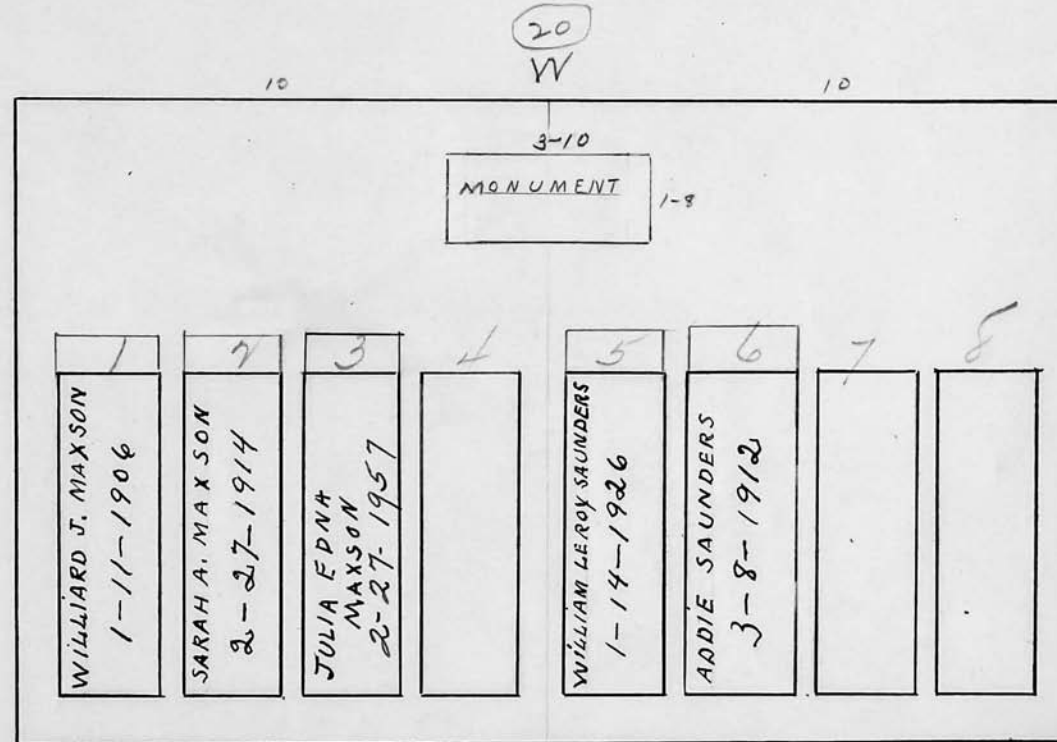 20
W
10
10
3-10
MONUMENT
1-8
1
2
3
4
5
6
7
8
WILLIARD J. MAXSON
1-11-1906
SARAH A. MAXSON
2-27-1914
JULIA EDNA
MAXSON
2-27-1957
WILLIAM LEROY SAUNDERS
1-14-1926
ADDIE SAUNDERS
3-8-1912